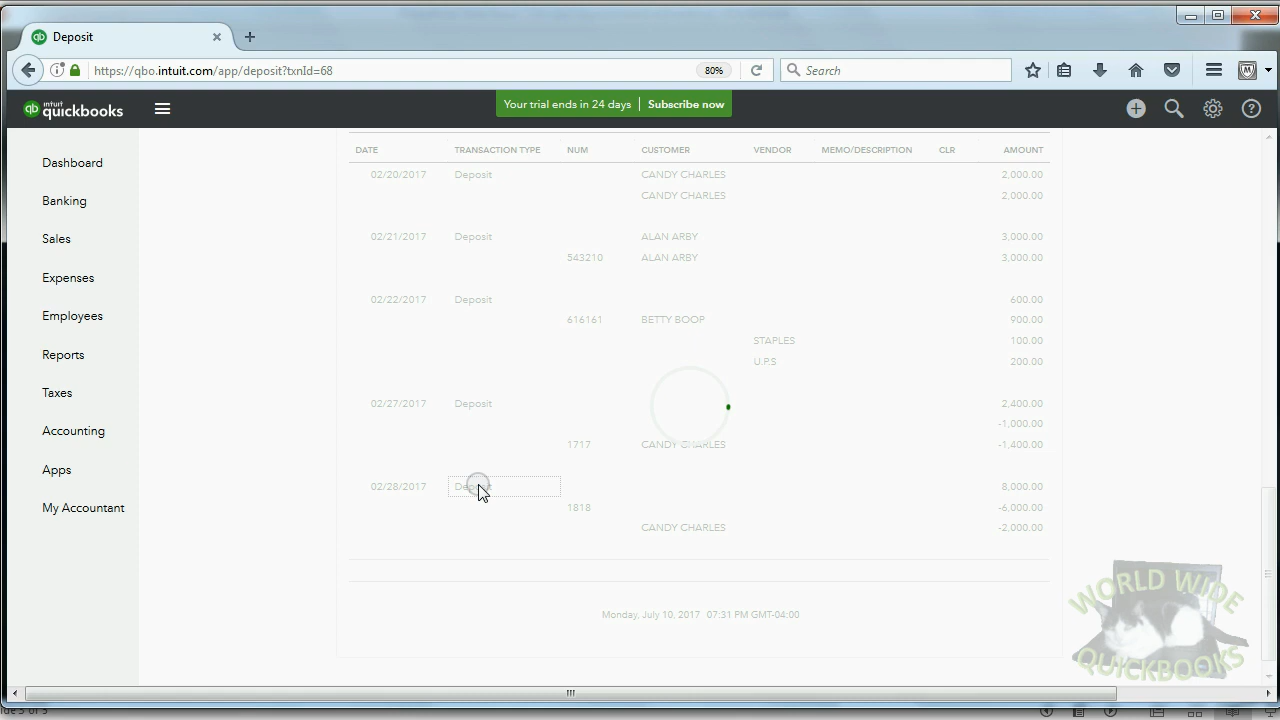 Deposit
https://qbo.intuit.com/app/deposit?txnId=68
80%
Search
intuit
quickbooks
Your trial ends in 24 days | Subscribe now
Dashboard
Banking
Sales
Expenses
Employees
Reports
Taxes
Accounting
Apps
My Accountant
DATE TRANSACTION TYPE NUM CUSTOMER VENDOR MEMO/DESCRIPTION CLR AMOUNT
02/20/2017 Deposit CANDY CHARLES 2,000.00
CANDY CHARLES 2,000.00
02/21/2017 Deposit ALAN ARBY 3,000.00
543210 ALAN ARBY 3,000.00
02/22/2017 Deposit 600.00
616161 BETTY BOOP 900.00
STAPLES 100.00
U.P.S 200.00
02/27/2017 Deposit 2,400.00
-1,000.00
1717 CANDY CHARLES -1,400.00
02/28/2017 Deposit 8,000.00
1818 -6,000.00
CANDY CHARLES -2,000.00
Monday, July 10, 2017 07:31 PM GMT-04:00
WORLD WIDE
QUICKBOOKS